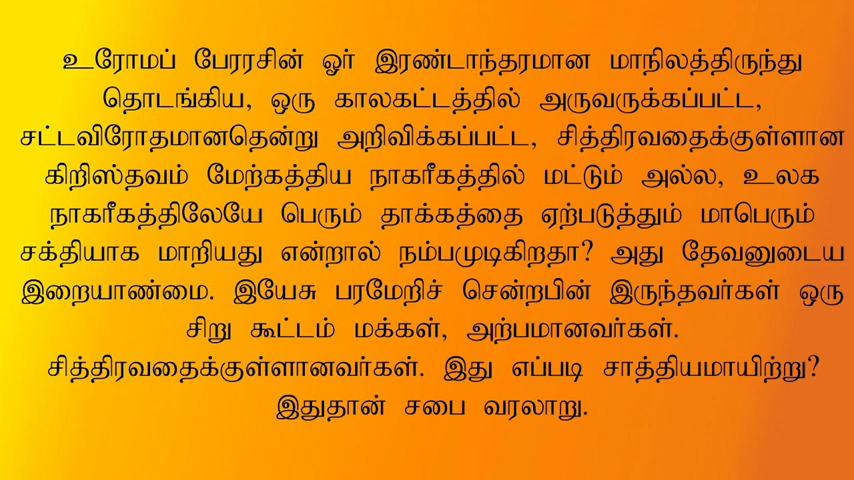 உரோமப் பேரரசின் ஓர் இரண்டாந்தரமான மாநிலத்திருந்து
தொடங்கிய, ஒரு காலகட்டத்தில் அருவருக்கப்பட்ட,
சட்டவிரோதமானதென்று அறிவிக்கப்பட்ட, சித்திரவதைக்குள்ளான
கிறிஸ்தவம் மேற்கத்திய நாகரீகத்தில் மட்டும் அல்ல, உலக
நாகரீகத்திலேயே பெரும் தாக்கத்தை ஏற்படுத்தும் மாபெரும்
சக்தியாக மாறியது என்றால் நம்பமுடிகிறதா? அது தேவனுடைய
இறையாண்மை. இயேசு பரமேறிச் சென்றபின் இருந்தவர்கள் ஒரு
சிறு கூட்டம் மக்கள், அற்பமானவர்கள்.
சித்திரவதைக்குள்ளானவர்கள். இது எப்படி சாத்தியமாயிற்று?
இதுதான் சபை வரலாறு.